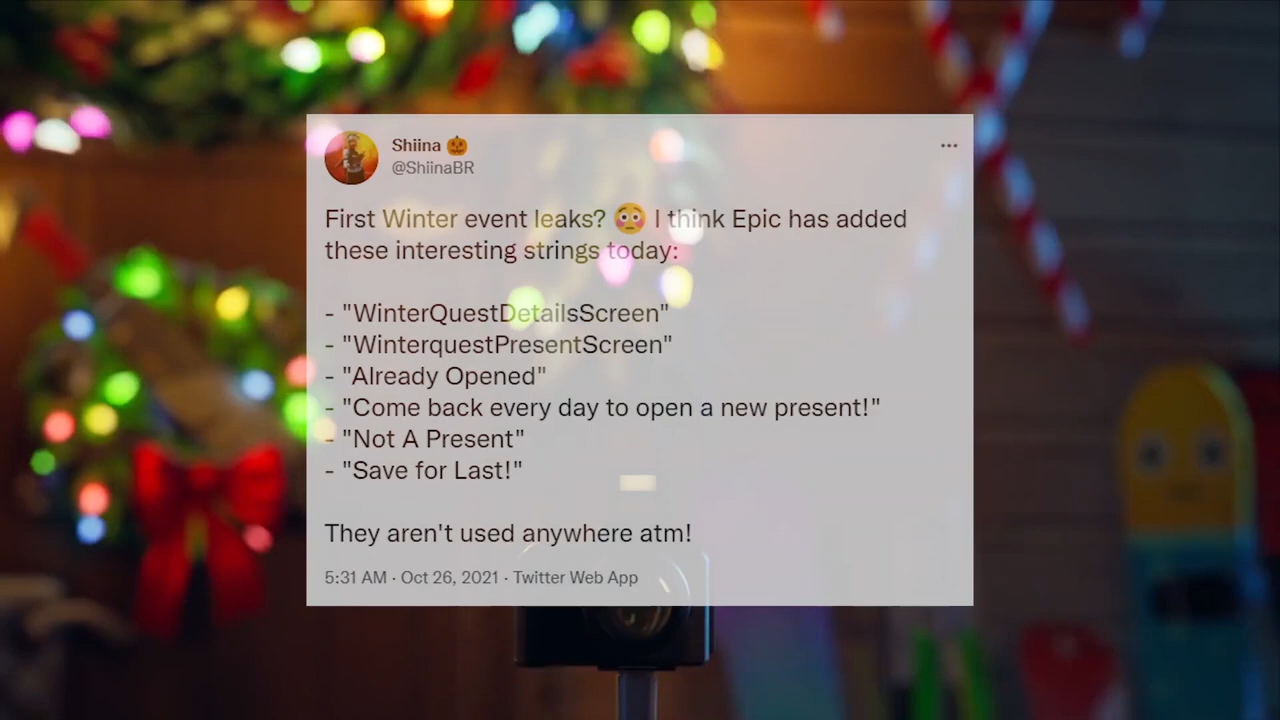 Shiina 🎃
@ShiinaBR
First Winter event leaks? 😳 I think Epic has added
these interesting strings today:
- "WinterQuestDetailsScreen"
- "WinterquestPresentScreen"
- "Already Opened"
- "Come back every day to open a new present!"
- "Not A Present"
- "Save for Last!"
They aren't used anywhere atm!
5:31 AM · Oct 26, 2021 · Twitter Web App